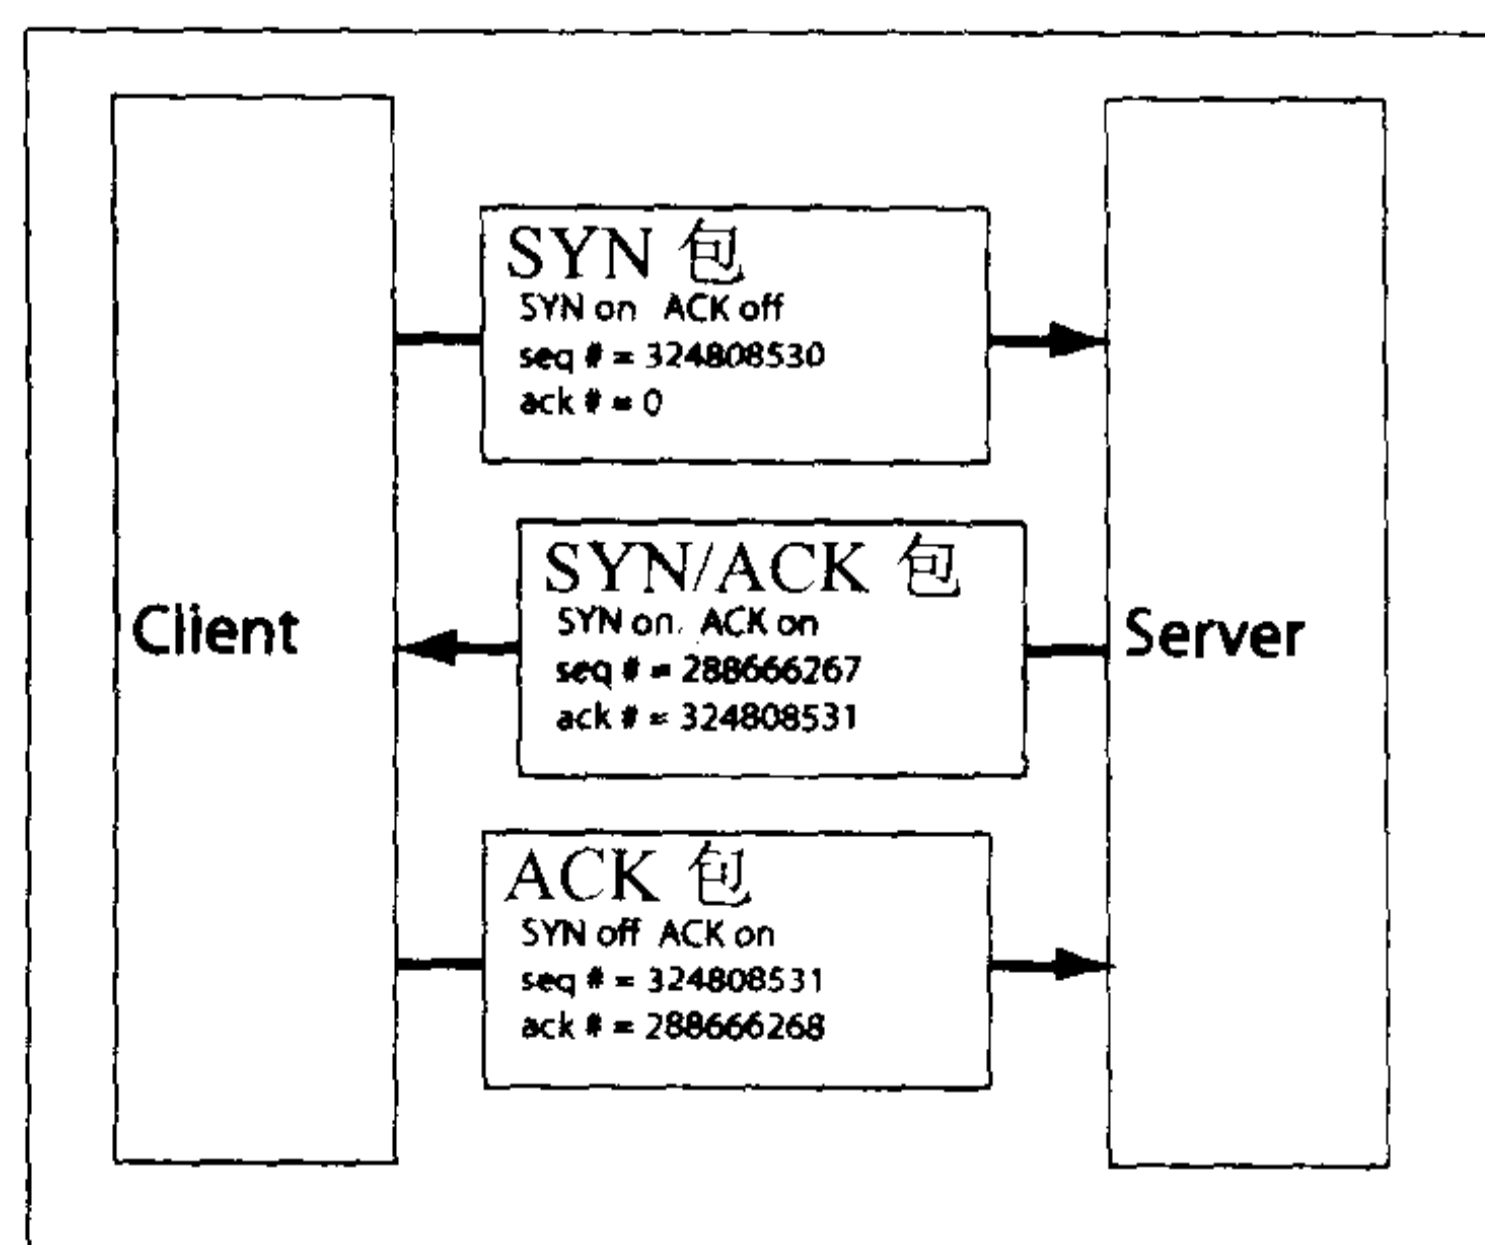 SYN 包
SYN on ACK off
seq # = 324808530
ack # = 0
SYN/ACK 包
SYN on ACK on
seq # = 288666267
ack # = 324808531
Client
Server
ACK 包
SYN off ACK on
seq # = 324808531
ack # = 288666268